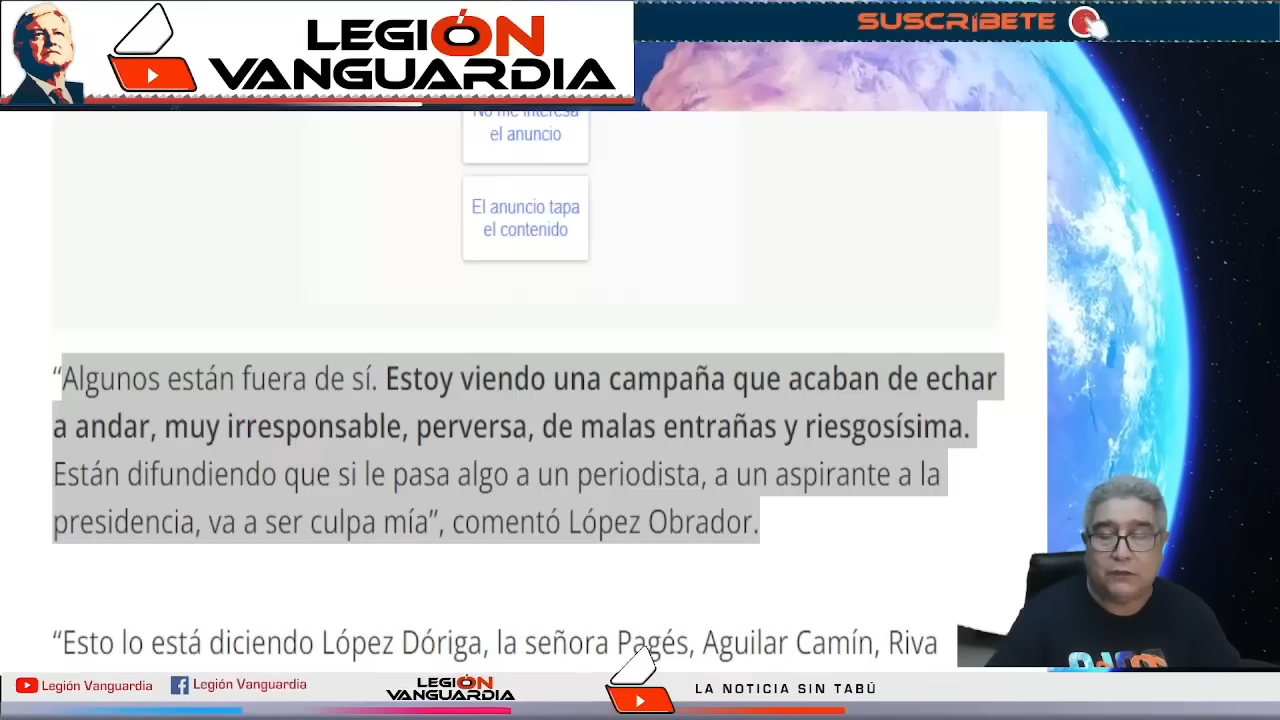 LEGIÓN
VANGUARDIA
SUSCRÍBETE
No me interesa
el anuncio
El anuncio tapa
el contenido
“Algunos están fuera de sí. Estoy viendo una campaña que acaban de echar
a andar, muy irresponsable, perversa, de malas entrañas y riesgosísima.
Están difundiendo que si le pasa algo a un periodista, a un aspirante a la
presidencia, va a ser culpa mía”, comentó López Obrador.
“Esto lo está diciendo López Dóriga, la señora Pagés, Aguilar Camín, Riva
Legión Vanguardia
Legión Vanguardia
LEGIÓN
VANGUARDIA
LA NOTICIA SIN TABÚ